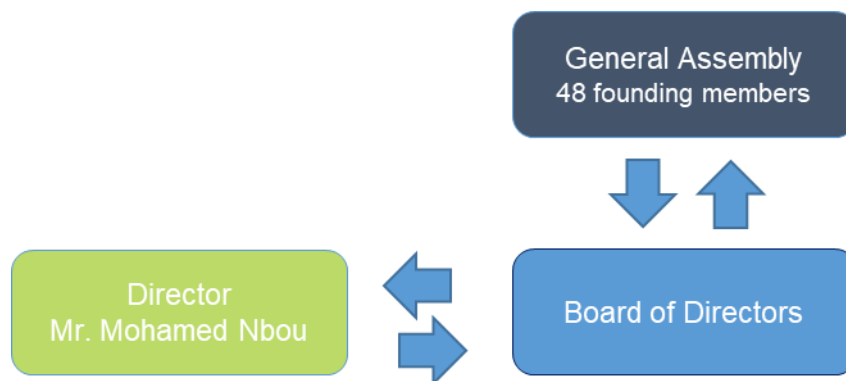 General Assembly
48 founding members
Director
Mr. Mohamed Nbou
Board of Directors